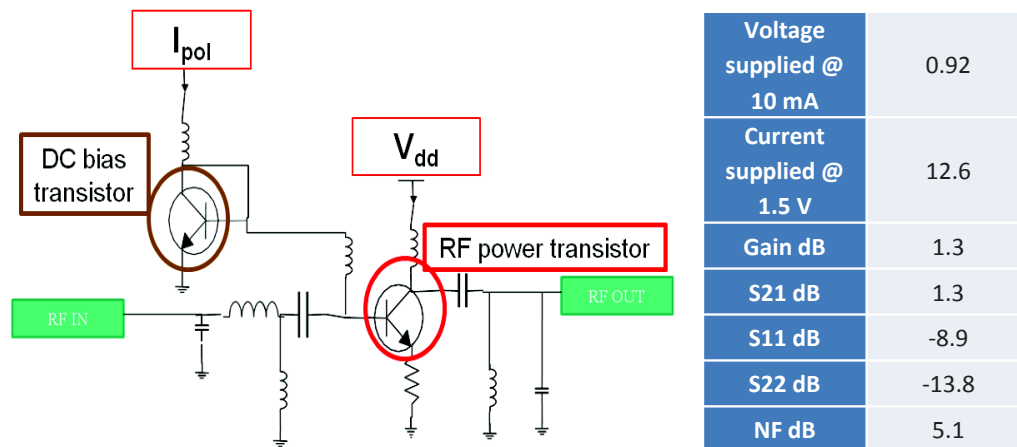 I_pol
DC bias
transistor
V_dd
RF power transistor
RF IN
RF OUT
Voltage
supplied @
10 mA
0.92
Current
supplied @
1.5 V
12.6
Gain dB
1.3
S21 dB
1.3
S11 dB
-8.9
S22 dB
-13.8
NF dB
5.1